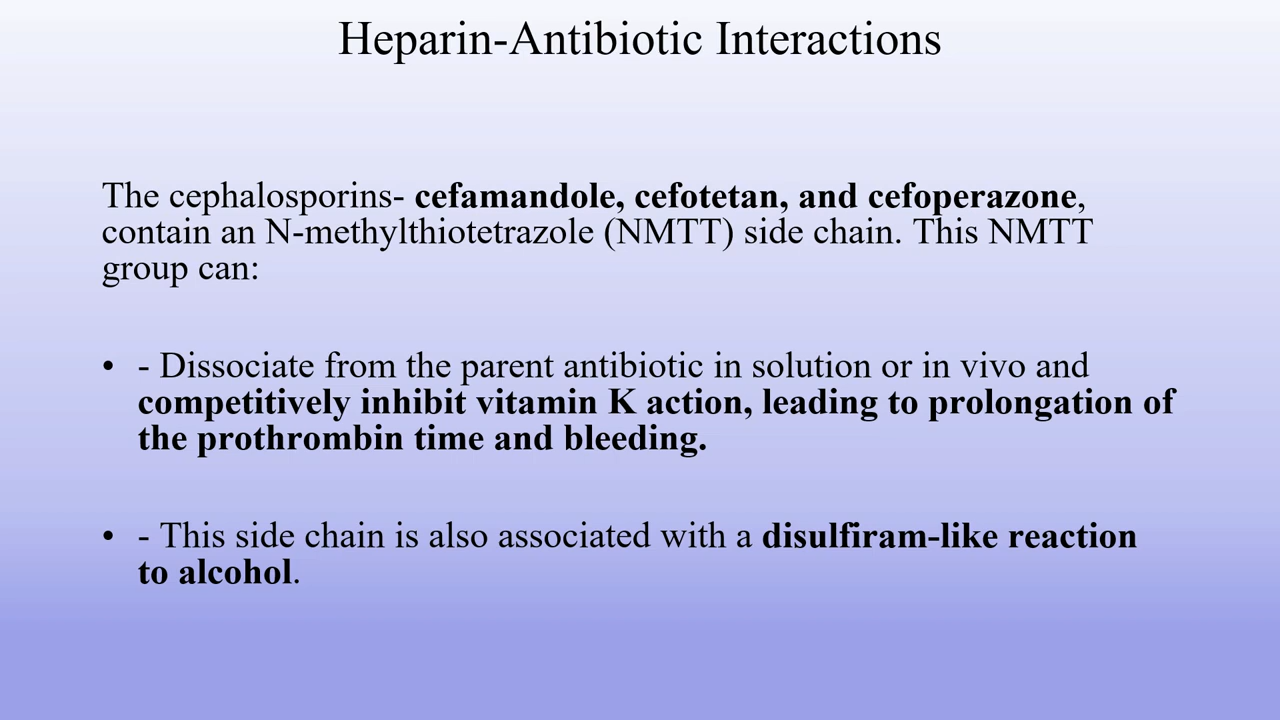 Heparin-Antibiotic Interactions
The cephalosporins- cefamandole, cefotetan, and cefoperazone,
contain an N-methylthiotetrazole (NMTT) side chain. This NMTT
group can:
• - Dissociate from the parent antibiotic in solution or in vivo and
competitively inhibit vitamin K action, leading to prolongation of
the prothrombin time and bleeding.
• - This side chain is also associated with a disulfiram-like reaction
to alcohol.